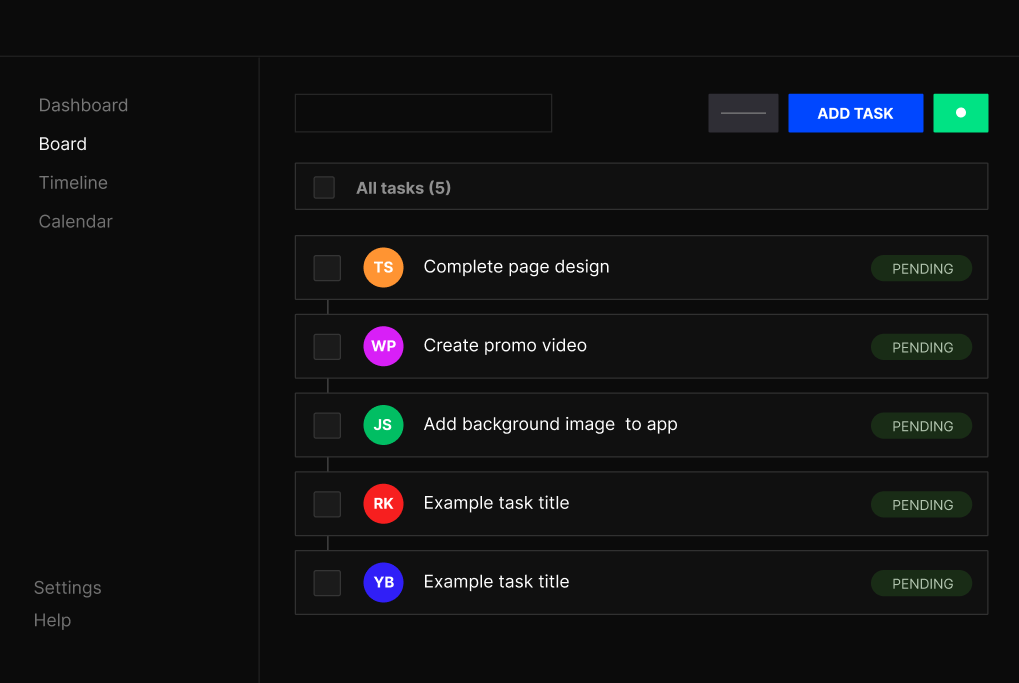 Dashboard
Board
Timeline
Calendar
Settings
Help
ADD TASK
All tasks (5)
TS Complete page design PENDING
WP Create promo video PENDING
JS Add background image  to app PENDING
RK Example task title PENDING
YB Example task title PENDING